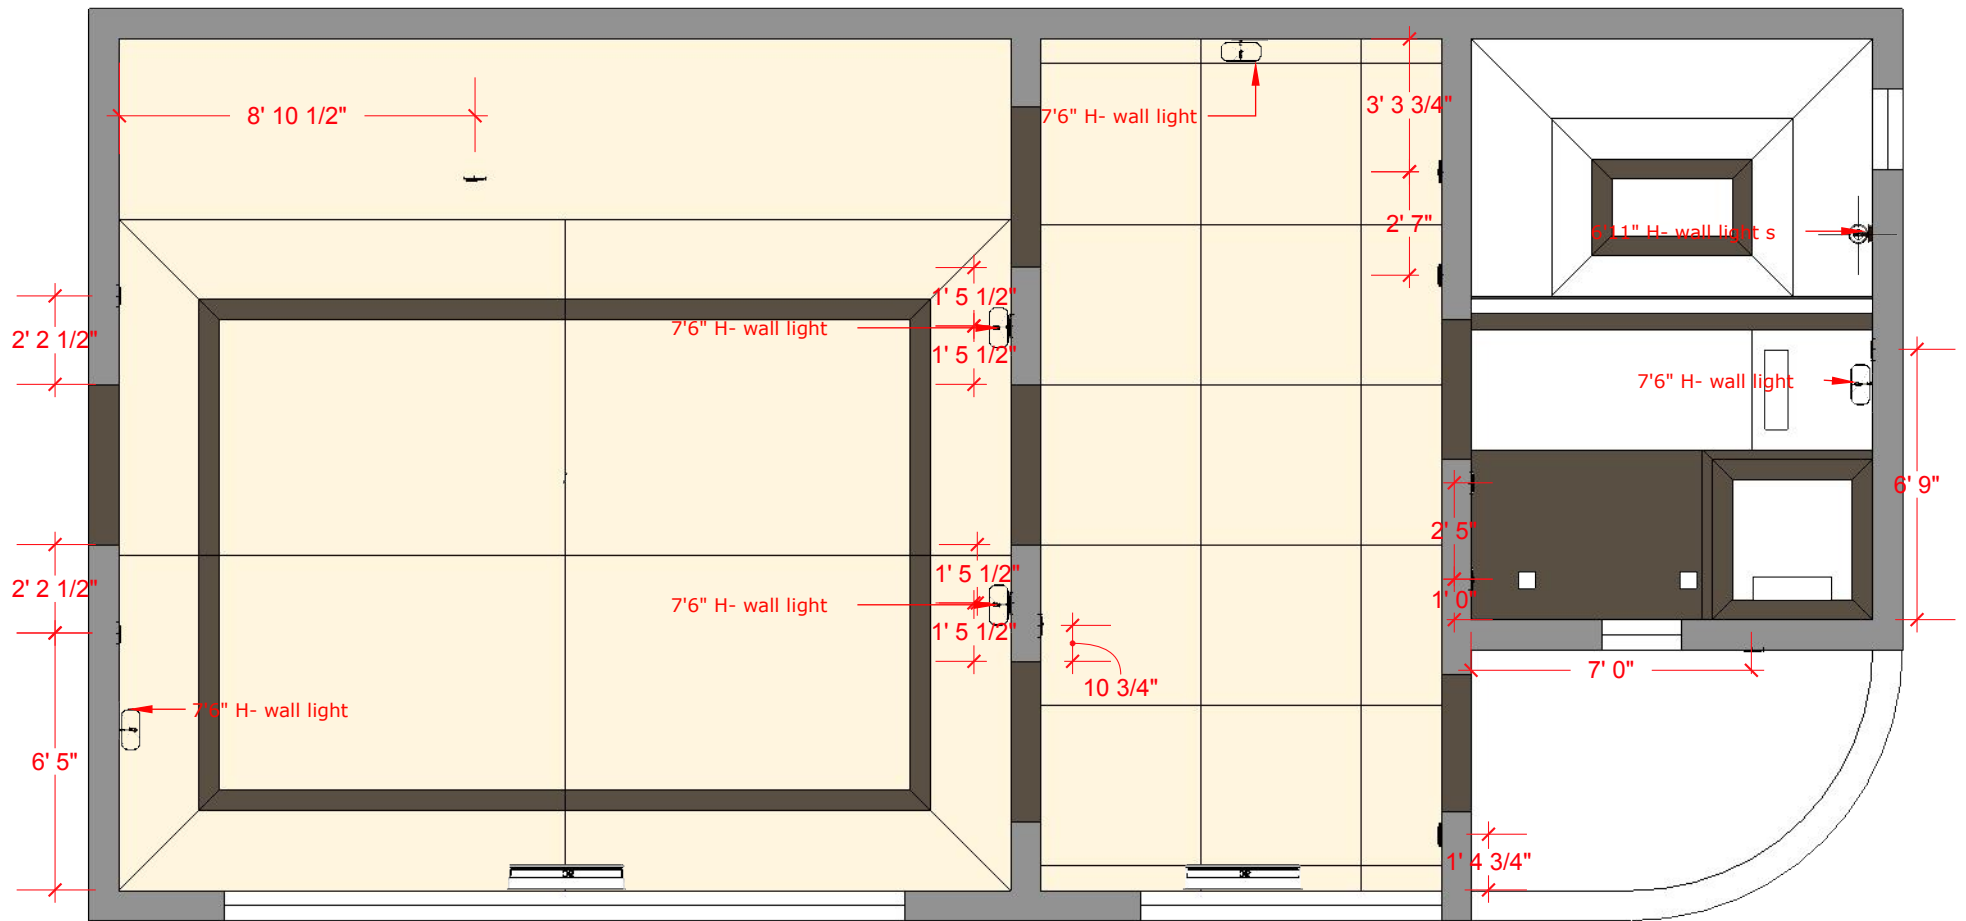 3' 3 3/4"
8' 10 1/2"
7'6" H- wall light
2' 7"
6'11" H- wall light s
1' 5 1/2"
7'6" H- wall light
2' 2 1/2"
1' 5 1/2"
7'6" H- wall light
6' 9"
2' 5"
1' 5 1/2"
2' 2 1/2"
7'6" H- wall light
1' 0"
1' 5 1/2"
7' 0"
10 3/4"
7'6" H- wall light
6' 5"
1' 4 3/4"